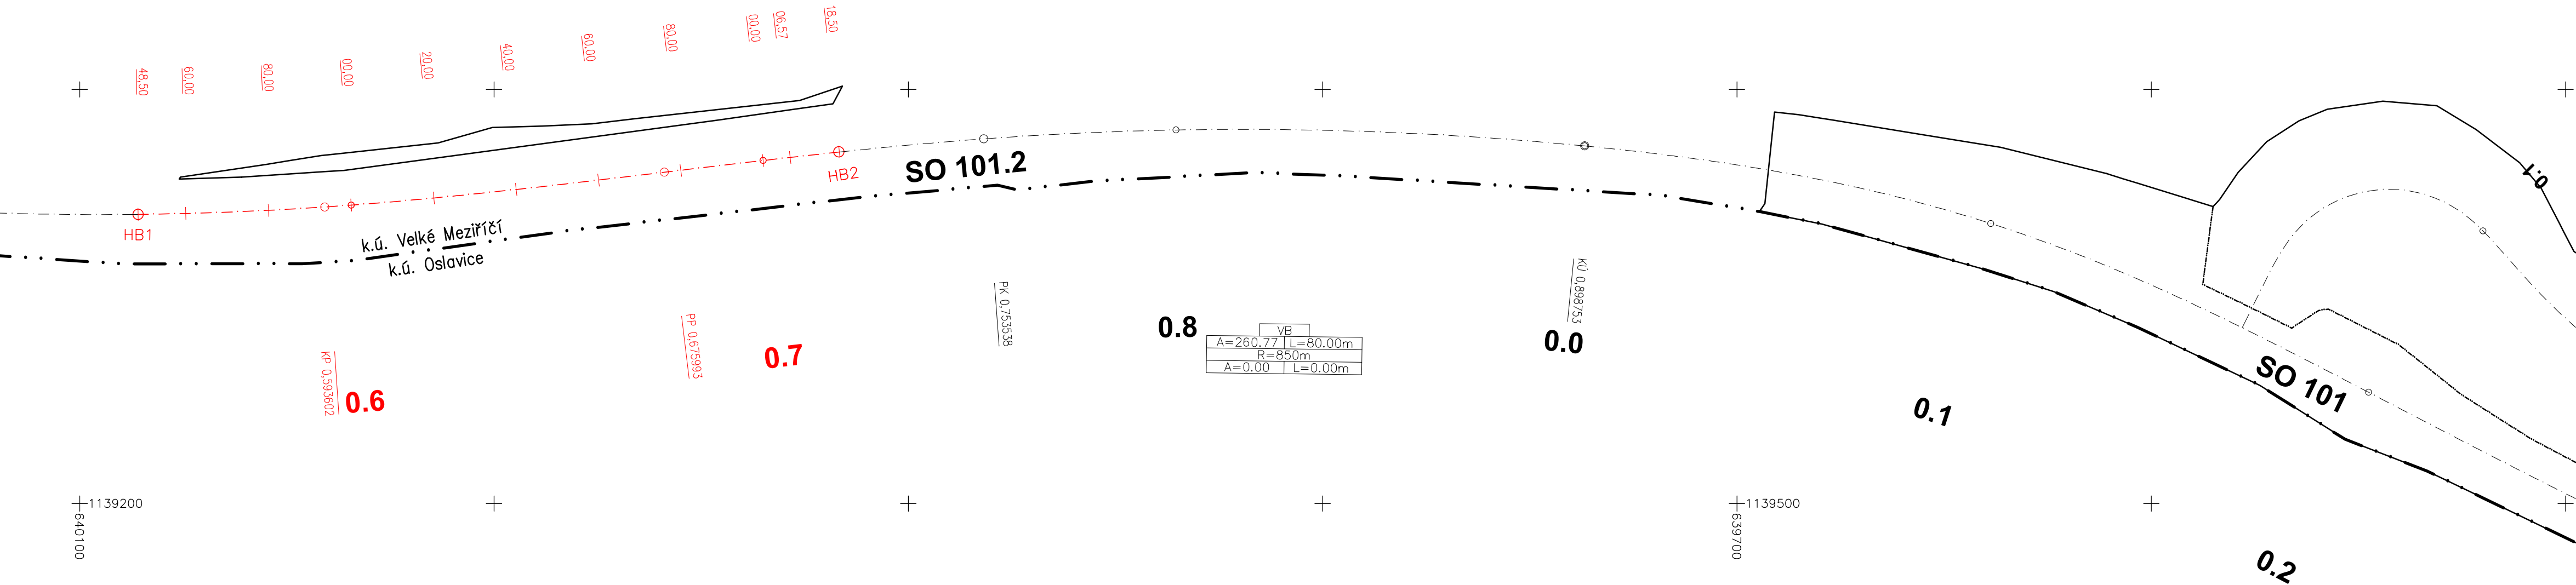 48,50
60,00
80,00
00,00
20,00
40,00
60,00
80,00
00,00
06,57
18,50
HB1
HB2
SO 101.2
k.ú. Velké Meziříčí
k.ú. Oslavice
KP 0,593602
0.6
PP 0,675993
0.7
PK 0,753538
0.8
VB
A=260.77 L=80.00m
R=850m
A=0.00 L=0.00m
KÚ 0,898753
0.0
0.1
SO 101
0.1
0.2
1139200
640100
1139500
639700